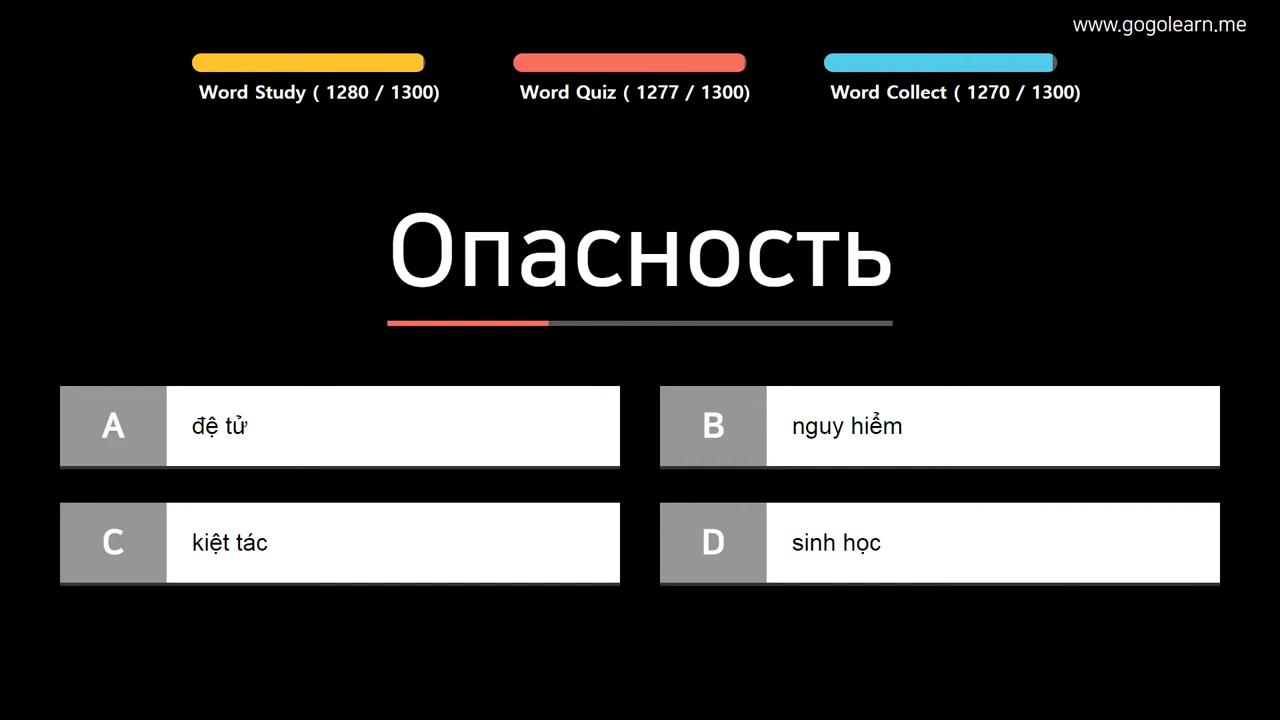 www.gogolearn.me
Word Study ( 1280 / 1300)
Word Quiz ( 1277 / 1300)
Word Collect ( 1270 / 1300)
Опасность
A đệ tử
B nguy hiểm
C kiệt tác
D sinh học